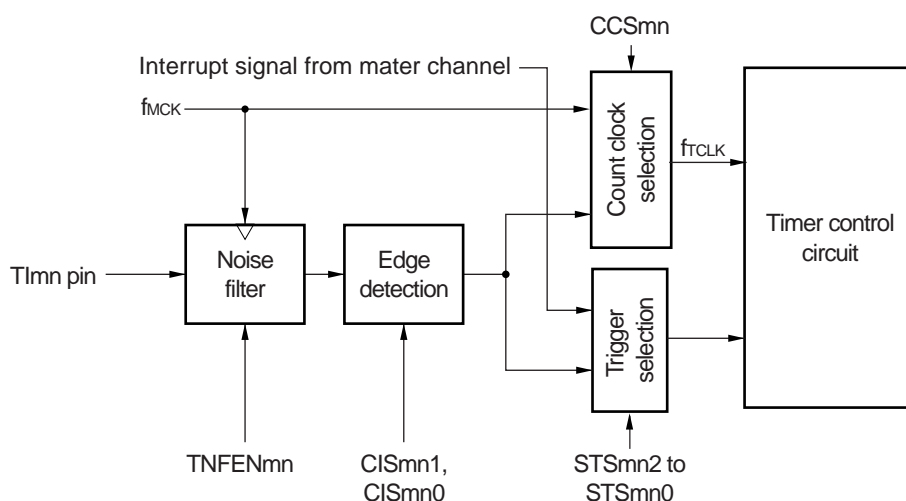 CCSmn
Interrupt signal from mater channel
fMCK
Count clock
selection
fTCLK
Timer control
circuit
TImn pin
Noise
filter
Edge
detection
Trigger
selection
TNFENmn
CISmn1,
CISmn0
STSmn2 to
STSmn0